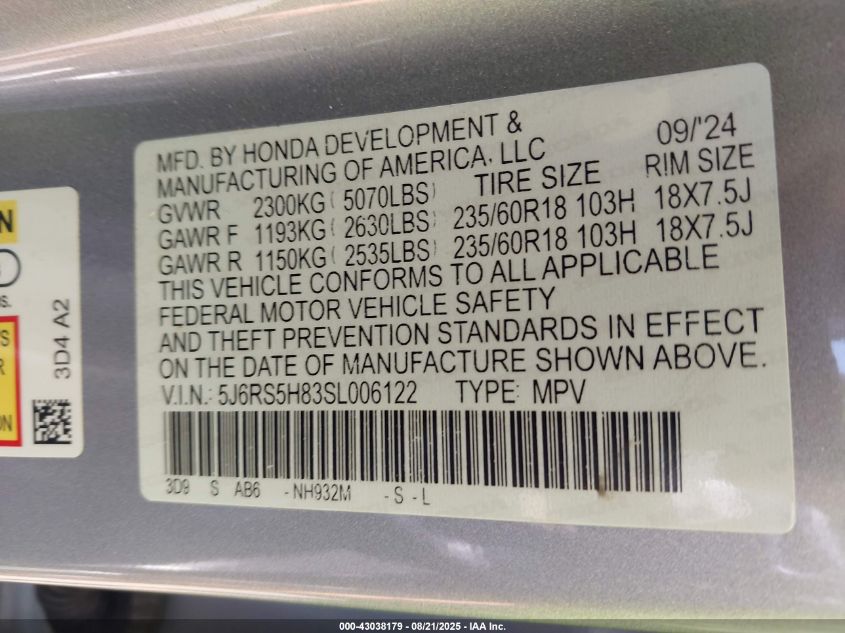 MFD. BY HONDA DEVELOPMENT & 09/'24
MANUFACTURING OF AMERICA, LLC
TIRE SIZE RIM SIZE
GVWR 2300KG( 5070LBS)
GAWR F 1193KG( 2630LBS) 235/60R18 103H 18X7.5J
GAWR R 1150KG( 2535LBS) 235/60R18 103H 18X7.5J
THIS VEHICLE CONFORMS TO ALL APPLICABLE
FEDERAL MOTOR VEHICLE SAFETY
AND THEFT PREVENTION STANDARDS IN EFFECT
ON THE DATE OF MANUFACTURE SHOWN ABOVE.
V.I.N.: 5J6RS5H83SL006122 TYPE: MPV
3D9 S AB6 -NH932M -S -L
3D4 A2
000-43038179 - 08/21/2025 - IAA Inc.